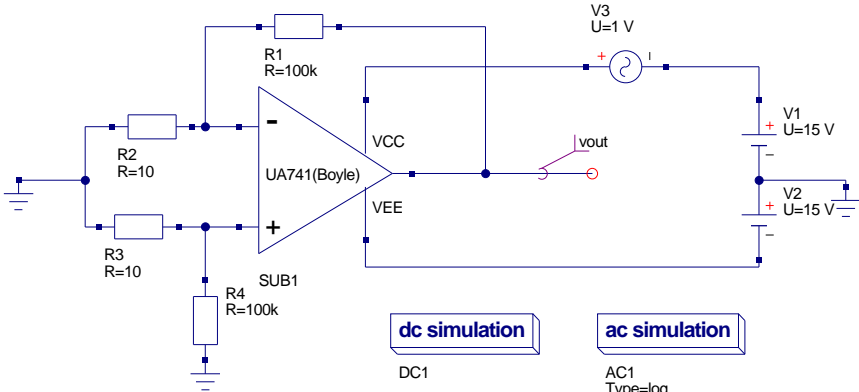 V3
U=1 V
R1
R=100k
+
I
V1
U=15 V
+
-
R2
R=10
-
VCC
vout
UA741(Boyle)
VEE
V2
U=15 V
+
-
+
R3
R=10
SUB1
R4
R=100k
dc simulation
ac simulation
DC1
AC1
Type=log